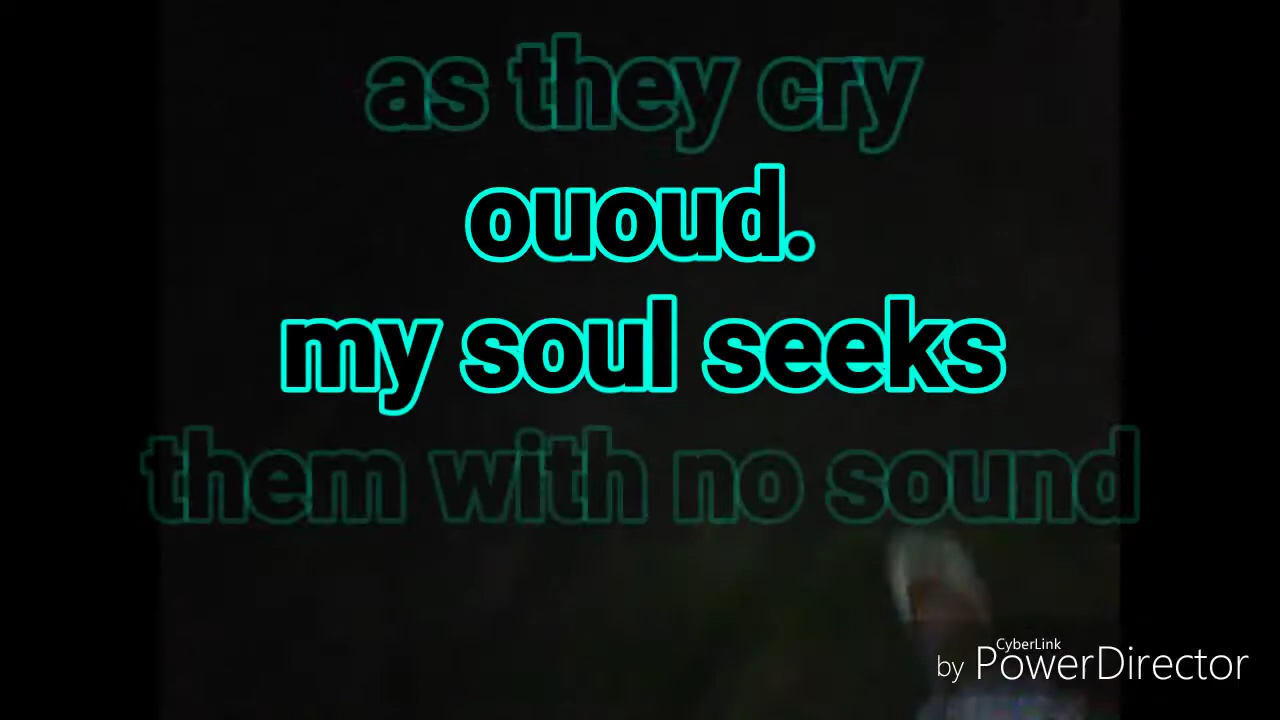 as they cry
ououd.
my soul seeks
them with no sound
CyberLink
by PowerDirector